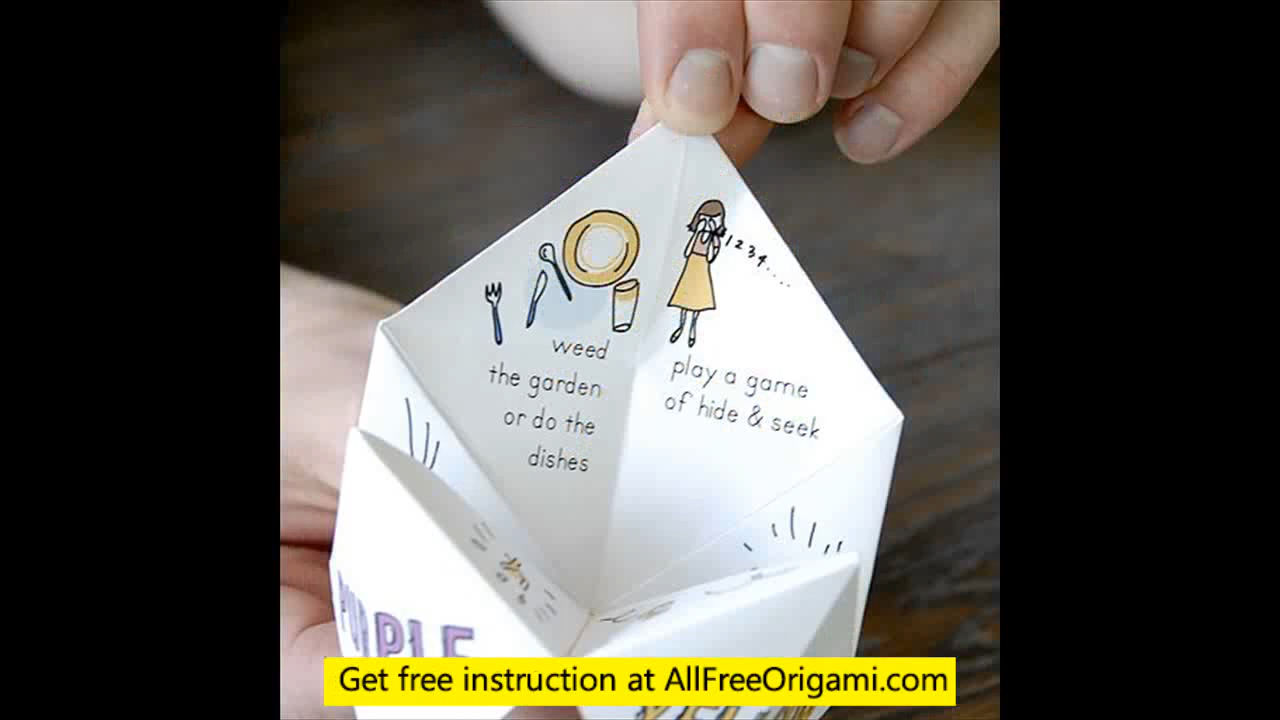 1234.....
weed
the garden
or do the
dishes
play a game
of hide & seek
PURPLE
Get free instruction at AllFreeOrigami.com